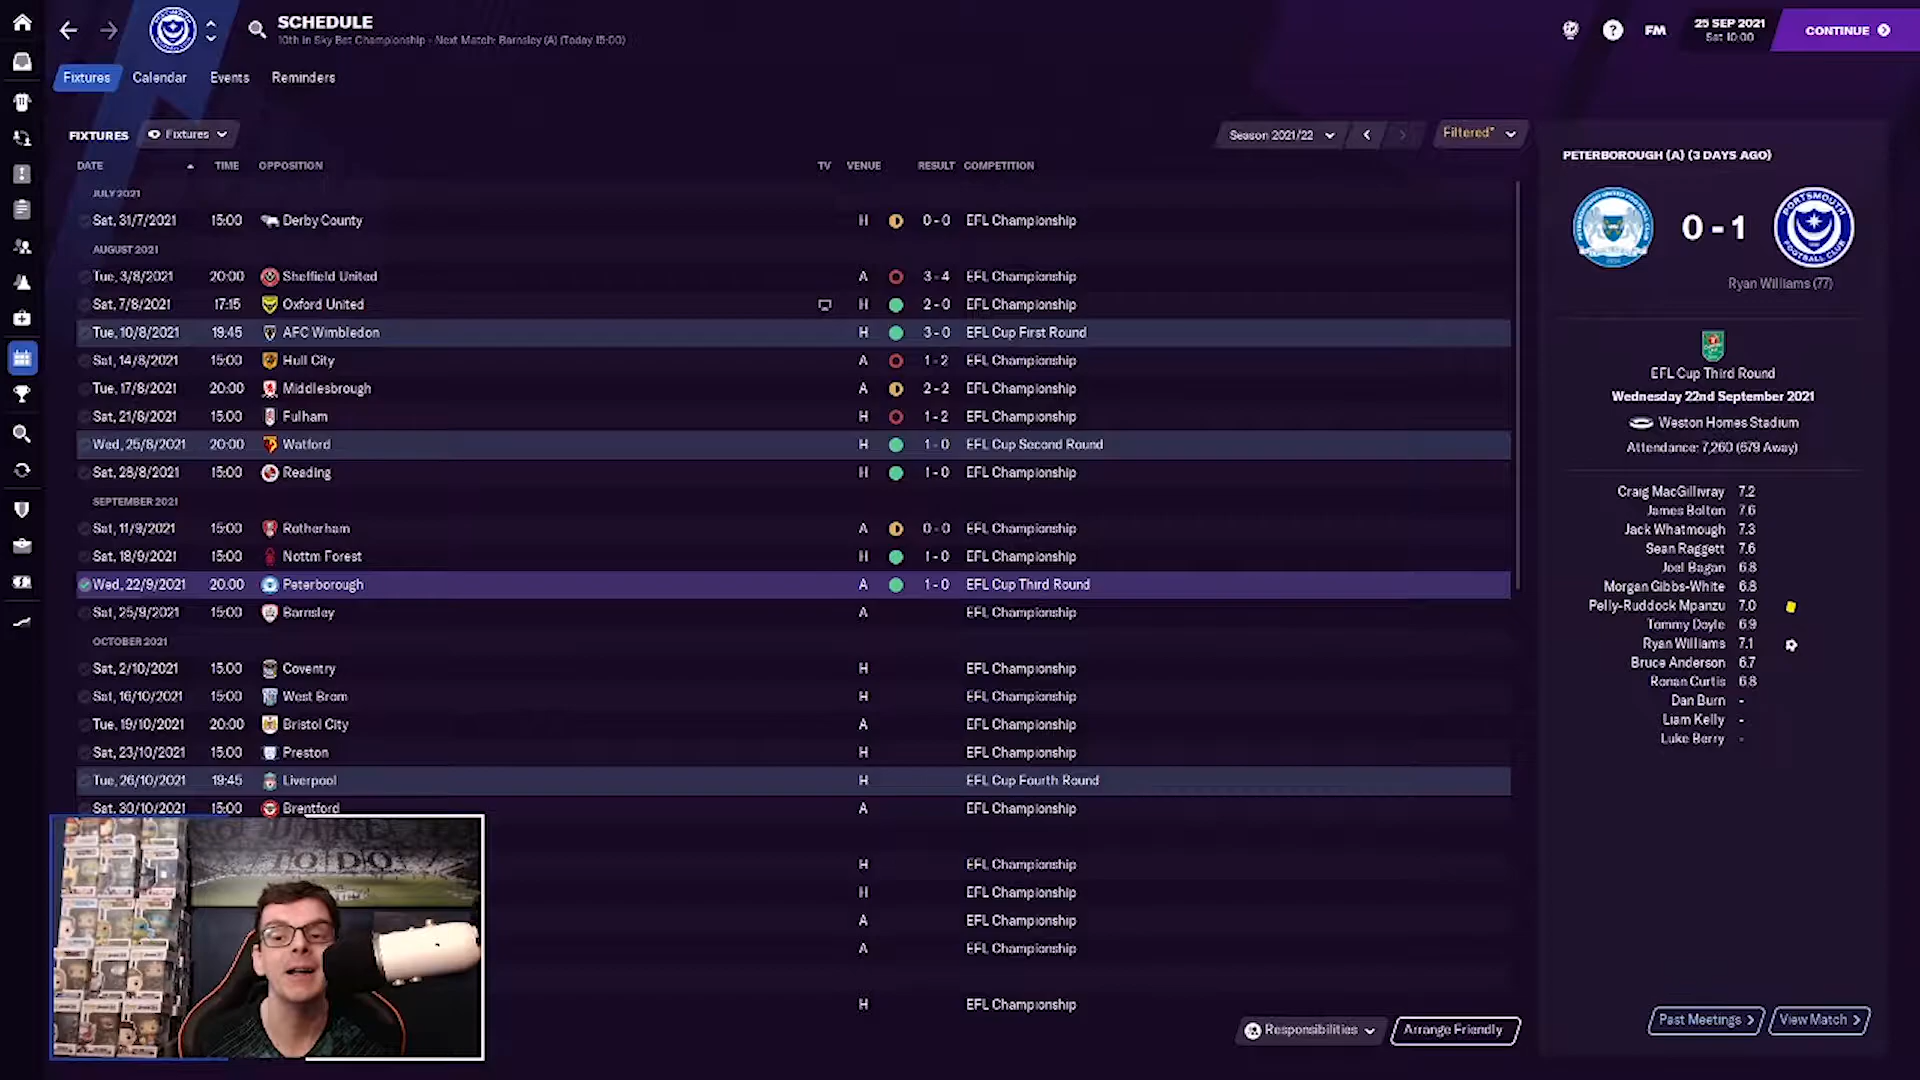 SCHEDULE
10th in Sky Bet Championship - Next Match: Barnsley (A) (Today 15:00)
FM
25 SEP 2021
Sat 10:00
CONTINUE
Fixtures Calendar Events Reminders
FIXTURES Fixtures
Season 2021/22 Filtered*
DATE TIME OPPOSITION TV VENUE RESULT COMPETITION
JULY 2021
Sat, 31/7/2021 15:00 Derby County H 0 - 0 EFL Championship
AUGUST 2021
Tue, 3/8/2021 20:00 Sheffield United A 3 - 4 EFL Championship
Sat, 7/8/2021 17:15 Oxford United H 2 - 0 EFL Championship
Tue, 10/8/2021 19:45 AFC Wimbledon H 3 - 0 EFL Cup First Round
Sat, 14/8/2021 15:00 Hull City A 1 - 2 EFL Championship
Tue, 17/8/2021 20:00 Middlesbrough A 2 - 2 EFL Championship
Sat, 21/8/2021 15:00 Fulham H 1 - 2 EFL Championship
Wed, 25/8/2021 20:00 Watford H 1 - 0 EFL Cup Second Round
Sat, 28/8/2021 15:00 Reading H 1 - 0 EFL Championship
SEPTEMBER 2021
Sat, 11/9/2021 15:00 Rotherham A 0 - 0 EFL Championship
Sat, 18/9/2021 15:00 Nottm Forest H 1 - 0 EFL Championship
Wed, 22/9/2021 20:00 Peterborough A 1 - 0 EFL Cup Third Round
Sat, 25/9/2021 15:00 Barnsley A EFL Championship
OCTOBER 2021
Sat, 2/10/2021 15:00 Coventry H EFL Championship
Sat, 16/10/2021 15:00 West Brom H EFL Championship
Tue, 19/10/2021 20:00 Bristol City A EFL Championship
Sat, 23/10/2021 15:00 Preston H EFL Championship
Tue, 26/10/2021 19:45 Liverpool H EFL Cup Fourth Round
Sat, 30/10/2021 15:00 Brentford A EFL Championship
H EFL Championship
H EFL Championship
A EFL Championship
A EFL Championship
H EFL Championship
Responsibilities Arrange Friendly
PETERBOROUGH (A) (3 DAYS AGO)
0 - 1
PORTSMOUTH FOOTBALL CLUB
Ryan Williams (77)
EFL Cup Third Round
Wednesday 22nd September 2021
Weston Homes Stadium
Attendance: 7,260 (679 Away)
Craig MacGillivray 7.2
James Bolton 7.6
Jack Whatmough 7.3
Sean Raggett 7.6
Joel Bagan 6.8
Morgan Gibbs-White 6.8
Pelly-Ruddock Mpanzu 7.0
Tommy Doyle 6.9
Ryan Williams 7.1
Bruce Anderson 6.7
Ronan Curtis 6.8
Dan Burn -
Liam Kelly -
Luke Berry -
Past Meetings View Match
TO DARE
TO DO